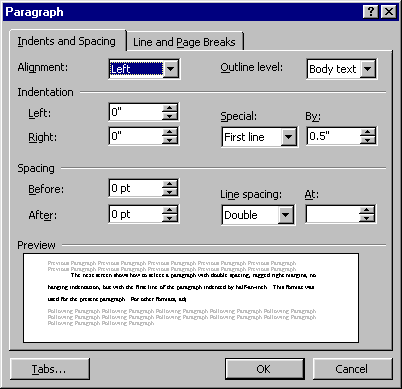 Paragraph
Indents and Spacing Line and Page Breaks
Alignment: Left Outline level: Body text
Indentation
Left: 0" Special: By:
Right: 0" First line 0.5"
Spacing
Before: 0 pt Line spacing: At:
After: 0 pt Double
Preview
Previous Paragraph Previous Paragraph Previous Paragraph Previous Paragraph Previous Paragraph
Previous Paragraph Previous Paragraph Previous Paragraph Previous Paragraph Previous Paragraph
The next screen shows how to select a paragraph with double spacing, ragged right margins, no
hanging indentation, but with the first line of the paragraph indented by half-an-inch. This format was
used for the present paragraph. For other formats, adj
Following Paragraph Following Paragraph Following Paragraph Following Paragraph Following Paragraph
Following Paragraph Following Paragraph Following Paragraph Following Paragraph Following Paragraph
Following Paragraph Following Paragraph Following Paragraph Following Paragraph Following Paragraph
Tabs... OK Cancel